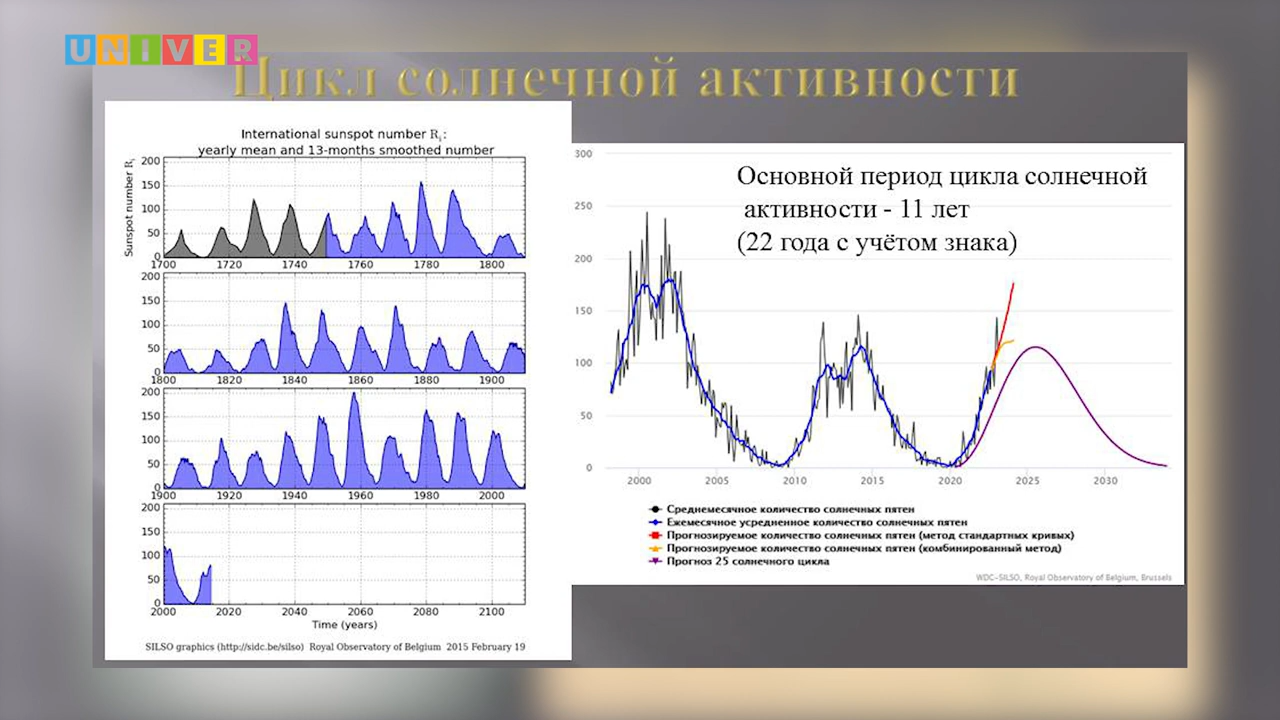 UNIVER
Цикл солнечной активности
International sunspot number Ri:
yearly mean and 13-months smoothed number
Sunspot number Ri
200
150
100
50
0
1700 1720 1740 1760 1780 1800
200
150
100
50
0
1800 1820 1840 1860 1880 1900
200
150
100
50
0
1900 1920 1940 1960 1980 2000
200
150
100
50
0
2000 2020 2040 2060 2080 2100
Time (years)
SILSO graphics (http://sidc.be/silso) Royal Observatory of Belgium 2015 February 19
Основной период цикла солнечной
активности - 11 лет
(22 года с учётом знака)
300
250
200
150
100
50
0
2000 2005 2010 2015 2020 2025 2030
Среднемесячное количество солнечных пятен
Ежемесячное усредненное количество солнечных пятен
Прогнозируемое количество солнечных пятен (метод стандартных кривых)
Прогнозируемое количество солнечных пятен (комбинированный метод)
Прогноз 25 солнечного цикла
WDC-SILSO, Royal Observatory of Belgium, Brussels